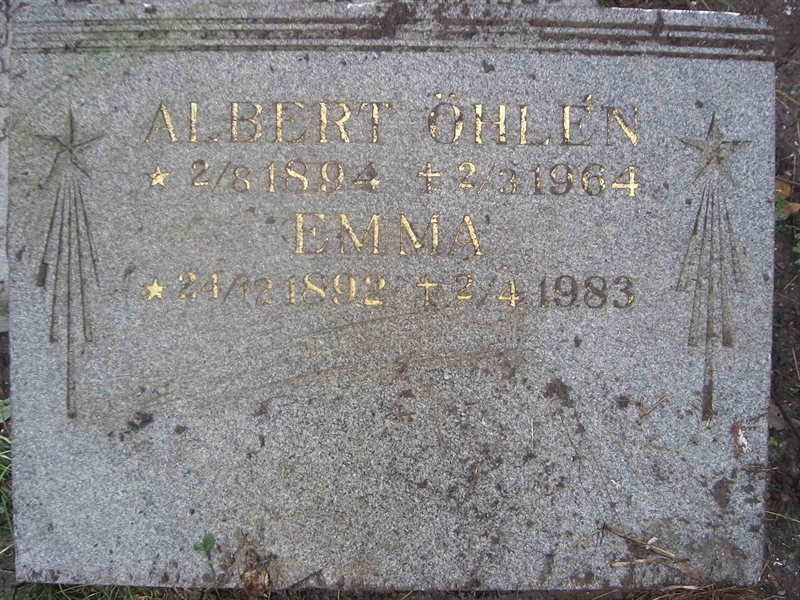 ALBERT ÖHLÉN
★ 2/8 1894 ✝ 2/3 1964
EMMA
★ 24/12 1892 ✝ 2/4 1983